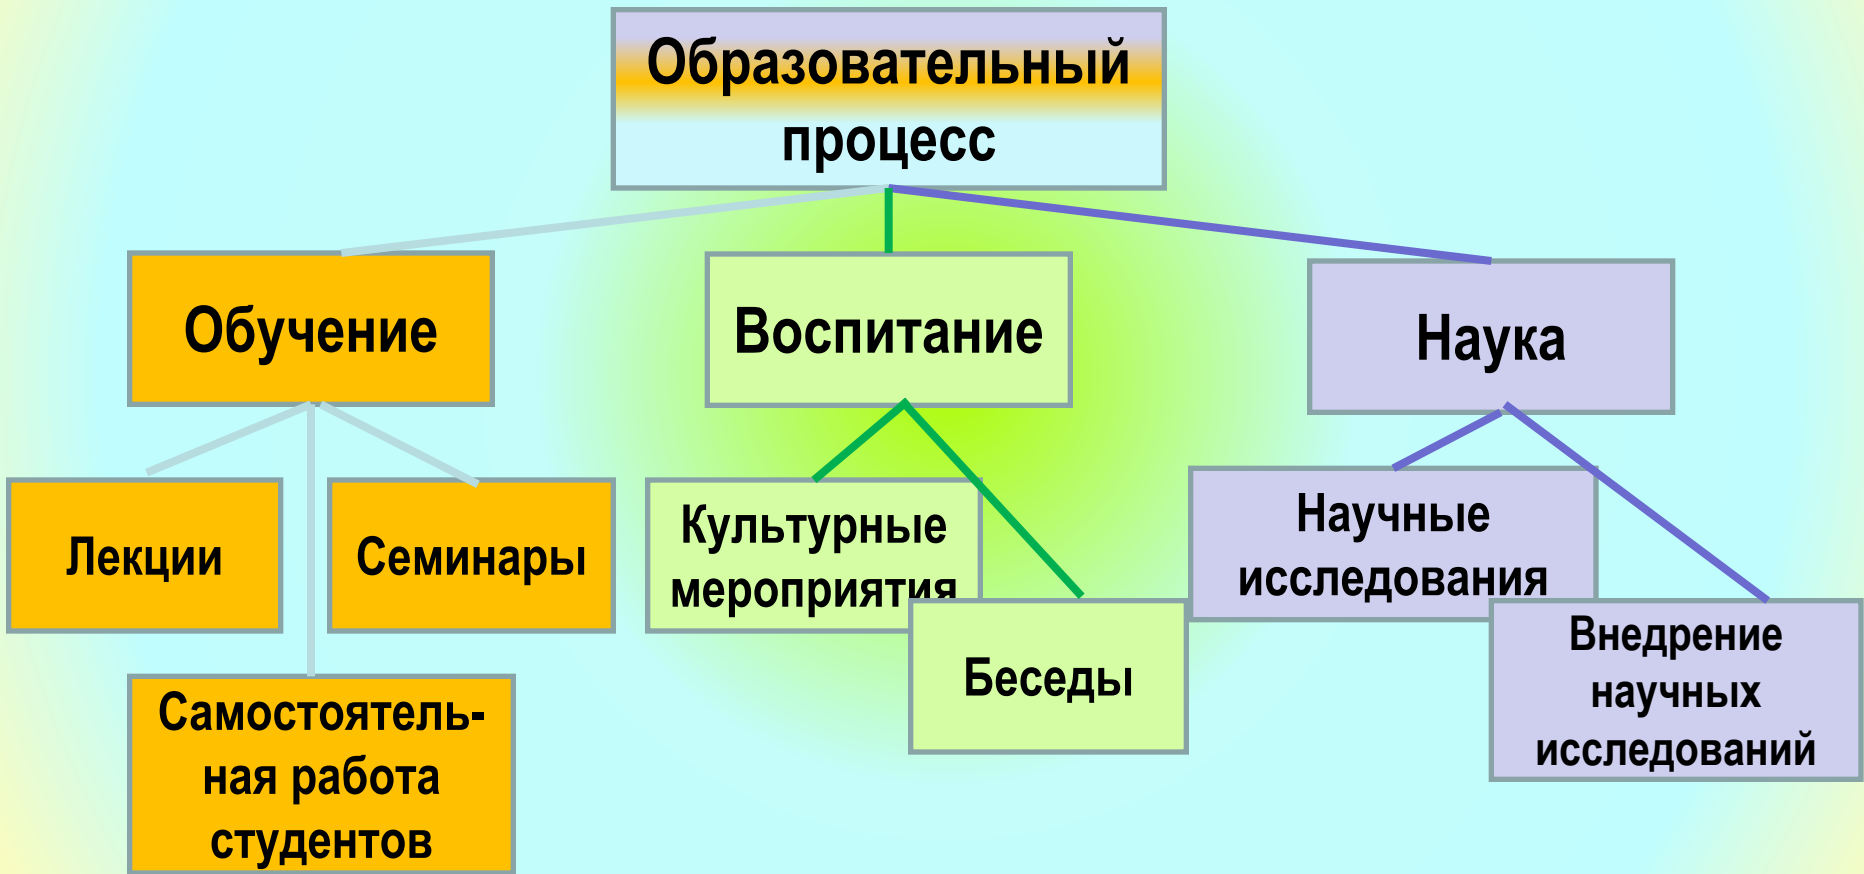 Образовательный
процесс
Обучение
Воспитание
Наука
Лекции
Семинары
Самостоятель-
ная работа
студентов
Культурные
мероприятия
Беседы
Научные
исследования
Внедрение
научных
исследований